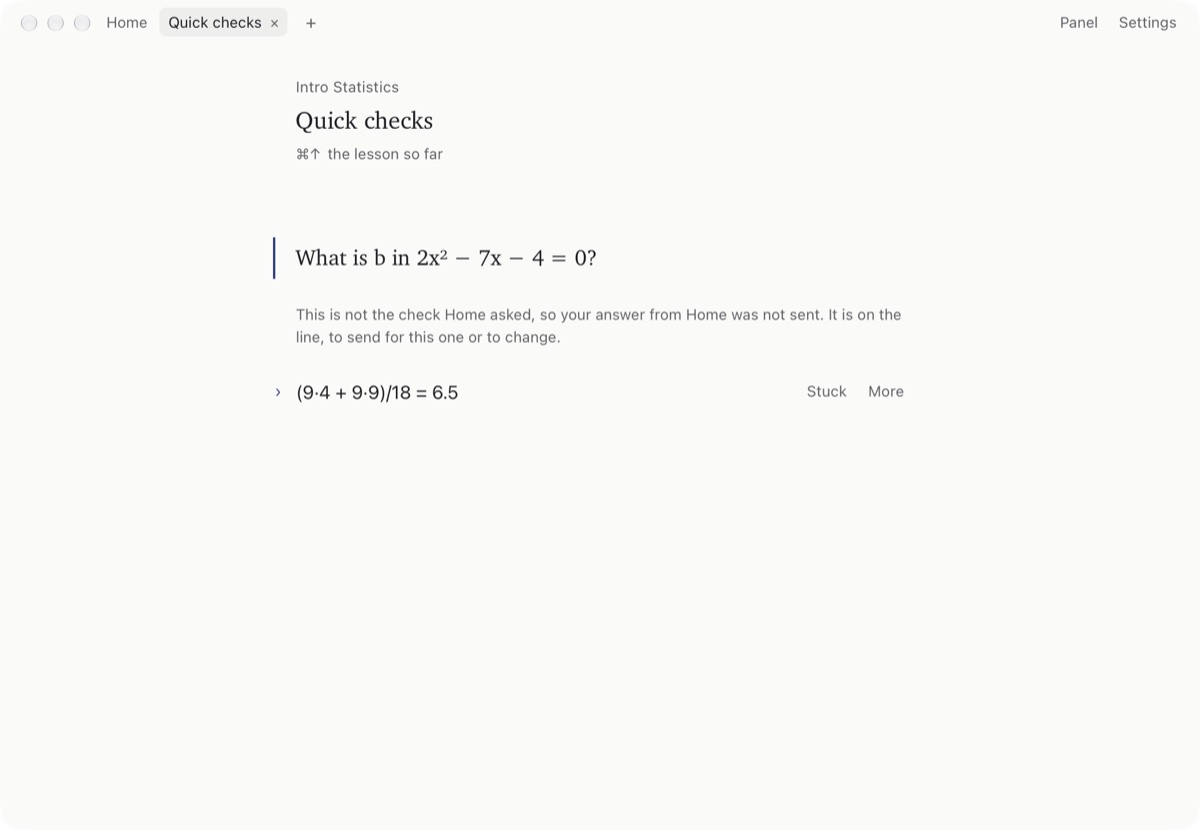 Home Quick checks × + Panel Settings
Intro Statistics
Quick checks
⌘↑ the lesson so far
What is b in 2x² − 7x − 4 = 0?
This is not the check Home asked, so your answer from Home was not sent. It is on the
line, to send for this one or to change.
› (9·4 + 9·9)/18 = 6.5 Stuck More